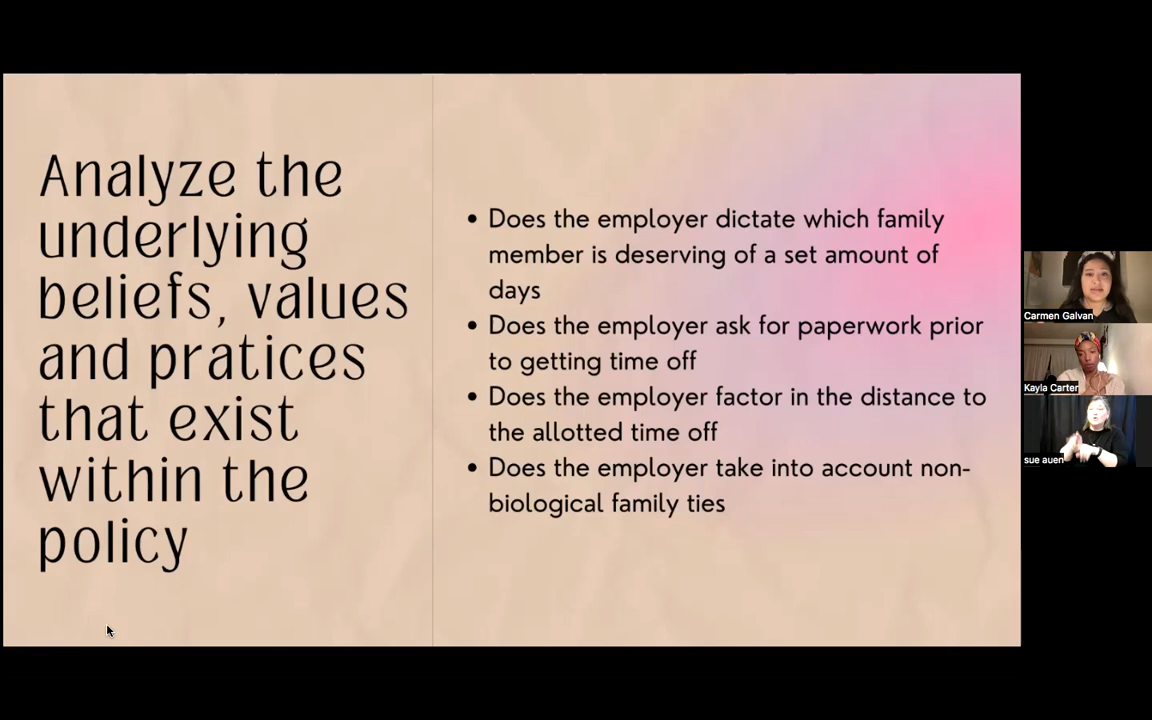 Analyze the
underlying
beliefs, values
and pratices
that exist
within the
policy
• Does the employer dictate which family
member is deserving of a set amount of
days
• Does the employer ask for paperwork prior
to getting time off
• Does the employer factor in the distance to
the allotted time off
• Does the employer take into account non-
biological family ties
Carmen Galvan
Kayla Carter
sue auen